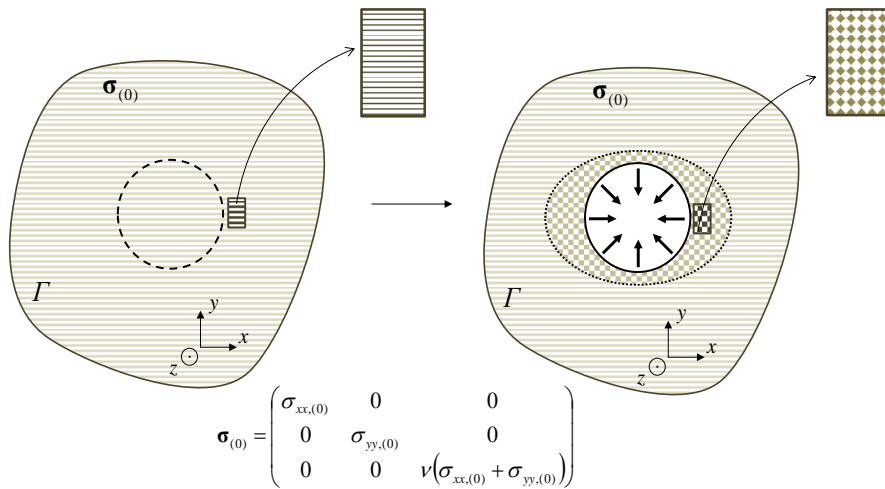 σ(0)
σ(0)
Γ
Γ
y
y
x
x
z
z
σ(0) = ( σxx,(0) 0 0
0 σyy,(0) 0
0 0 ν(σxx,(0) + σyy,(0)) )